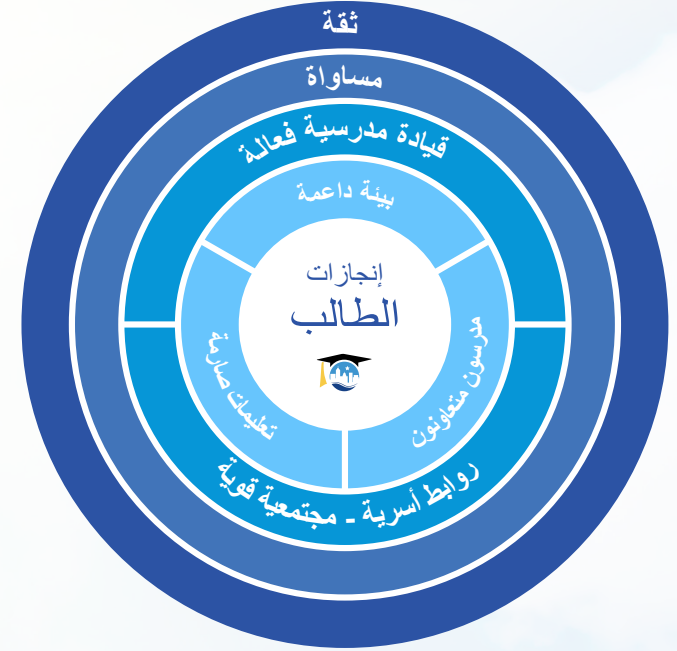 ثقة
مساواة
قيادة مدرسية فعالة
بيئة داعمة
إنجازات
الطالب
مدرسون متعاونون
تعليمات صارمة
روابط أسرية - مجتمعية قوية